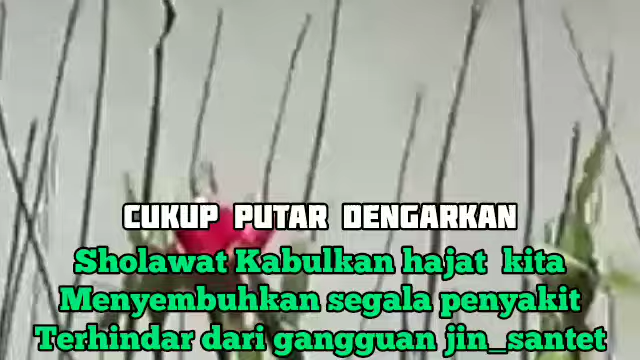 CUKUP PUTAR DENGARKAN
Sholawat Kabulkan hajat kita
Menyembuhkan segala penyakit
Terhindar dari gangguan jin_santet